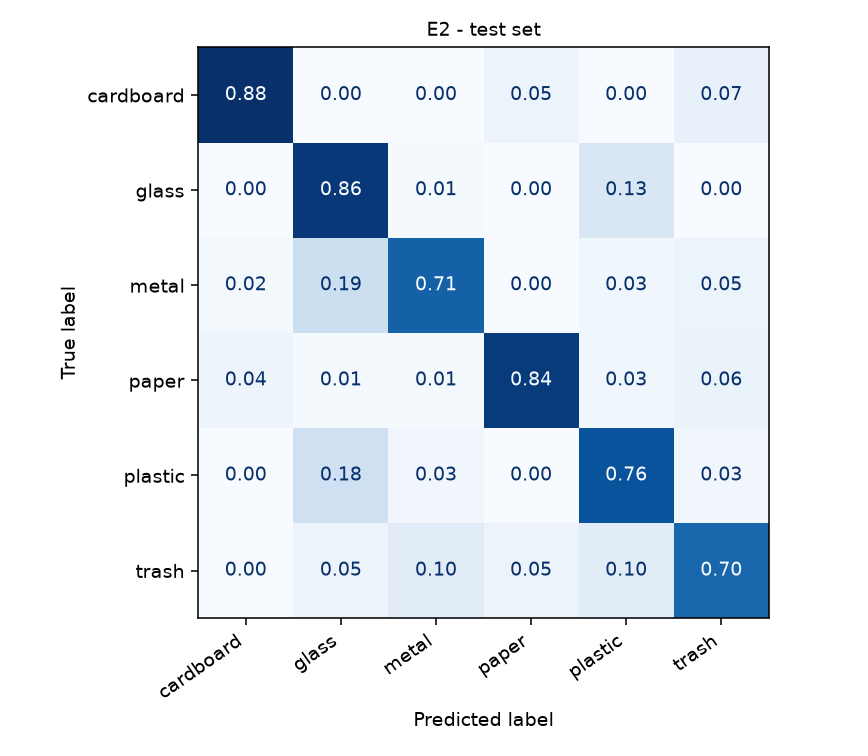 E2 - test set
cardboard 0.88 0.00 0.00 0.05 0.00 0.07
glass 0.00 0.86 0.01 0.00 0.13 0.00
metal 0.02 0.19 0.71 0.00 0.03 0.05
paper 0.04 0.01 0.01 0.84 0.03 0.06
plastic 0.00 0.18 0.03 0.00 0.76 0.03
trash 0.00 0.05 0.10 0.05 0.10 0.70
True label
cardboard glass metal paper plastic trash
Predicted label